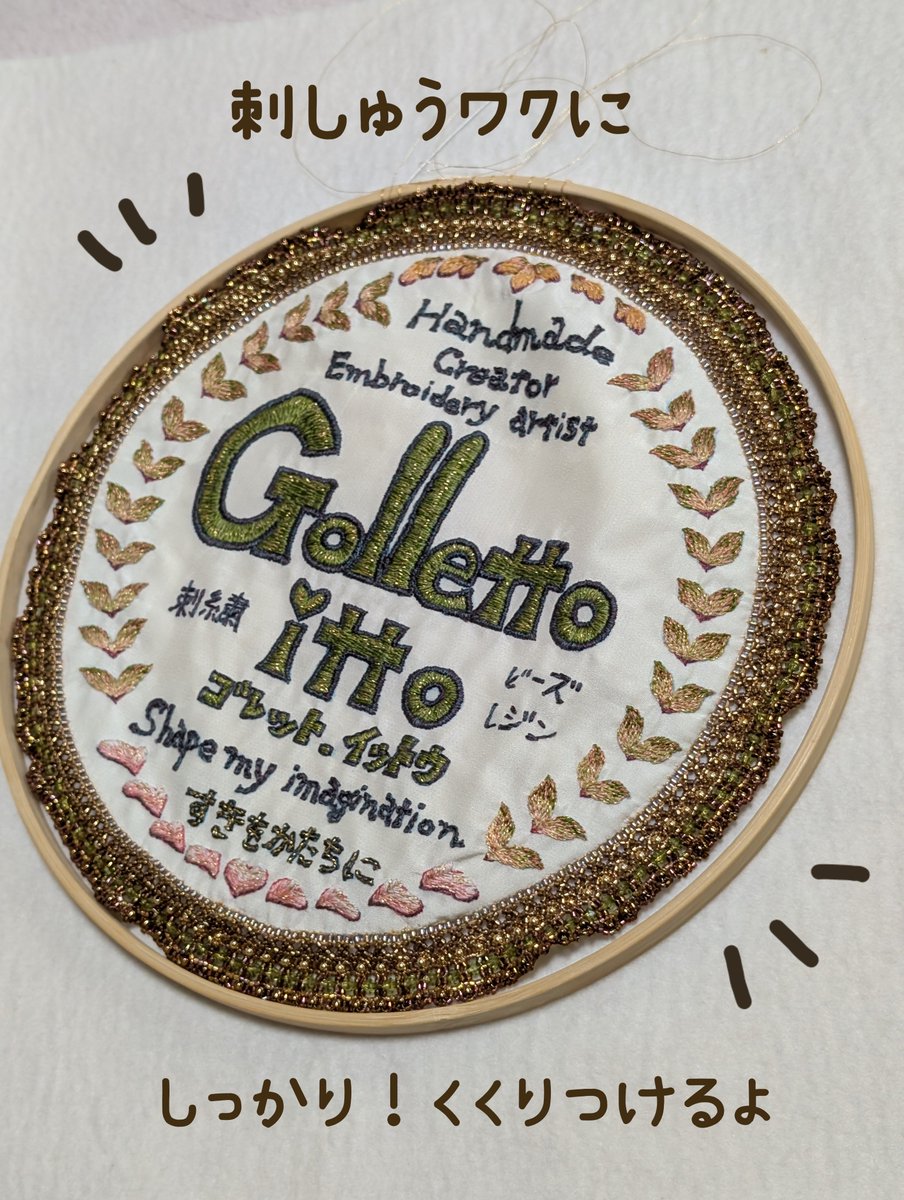 刺しゅうワクに
Handmade
Creator
Embroidery artist
Golletto
itto
刺繍
ビーズ
レジン
ゴレット・イットウ
Shape my imagination
すきをかたちに
しっかり！くくりつけるよ